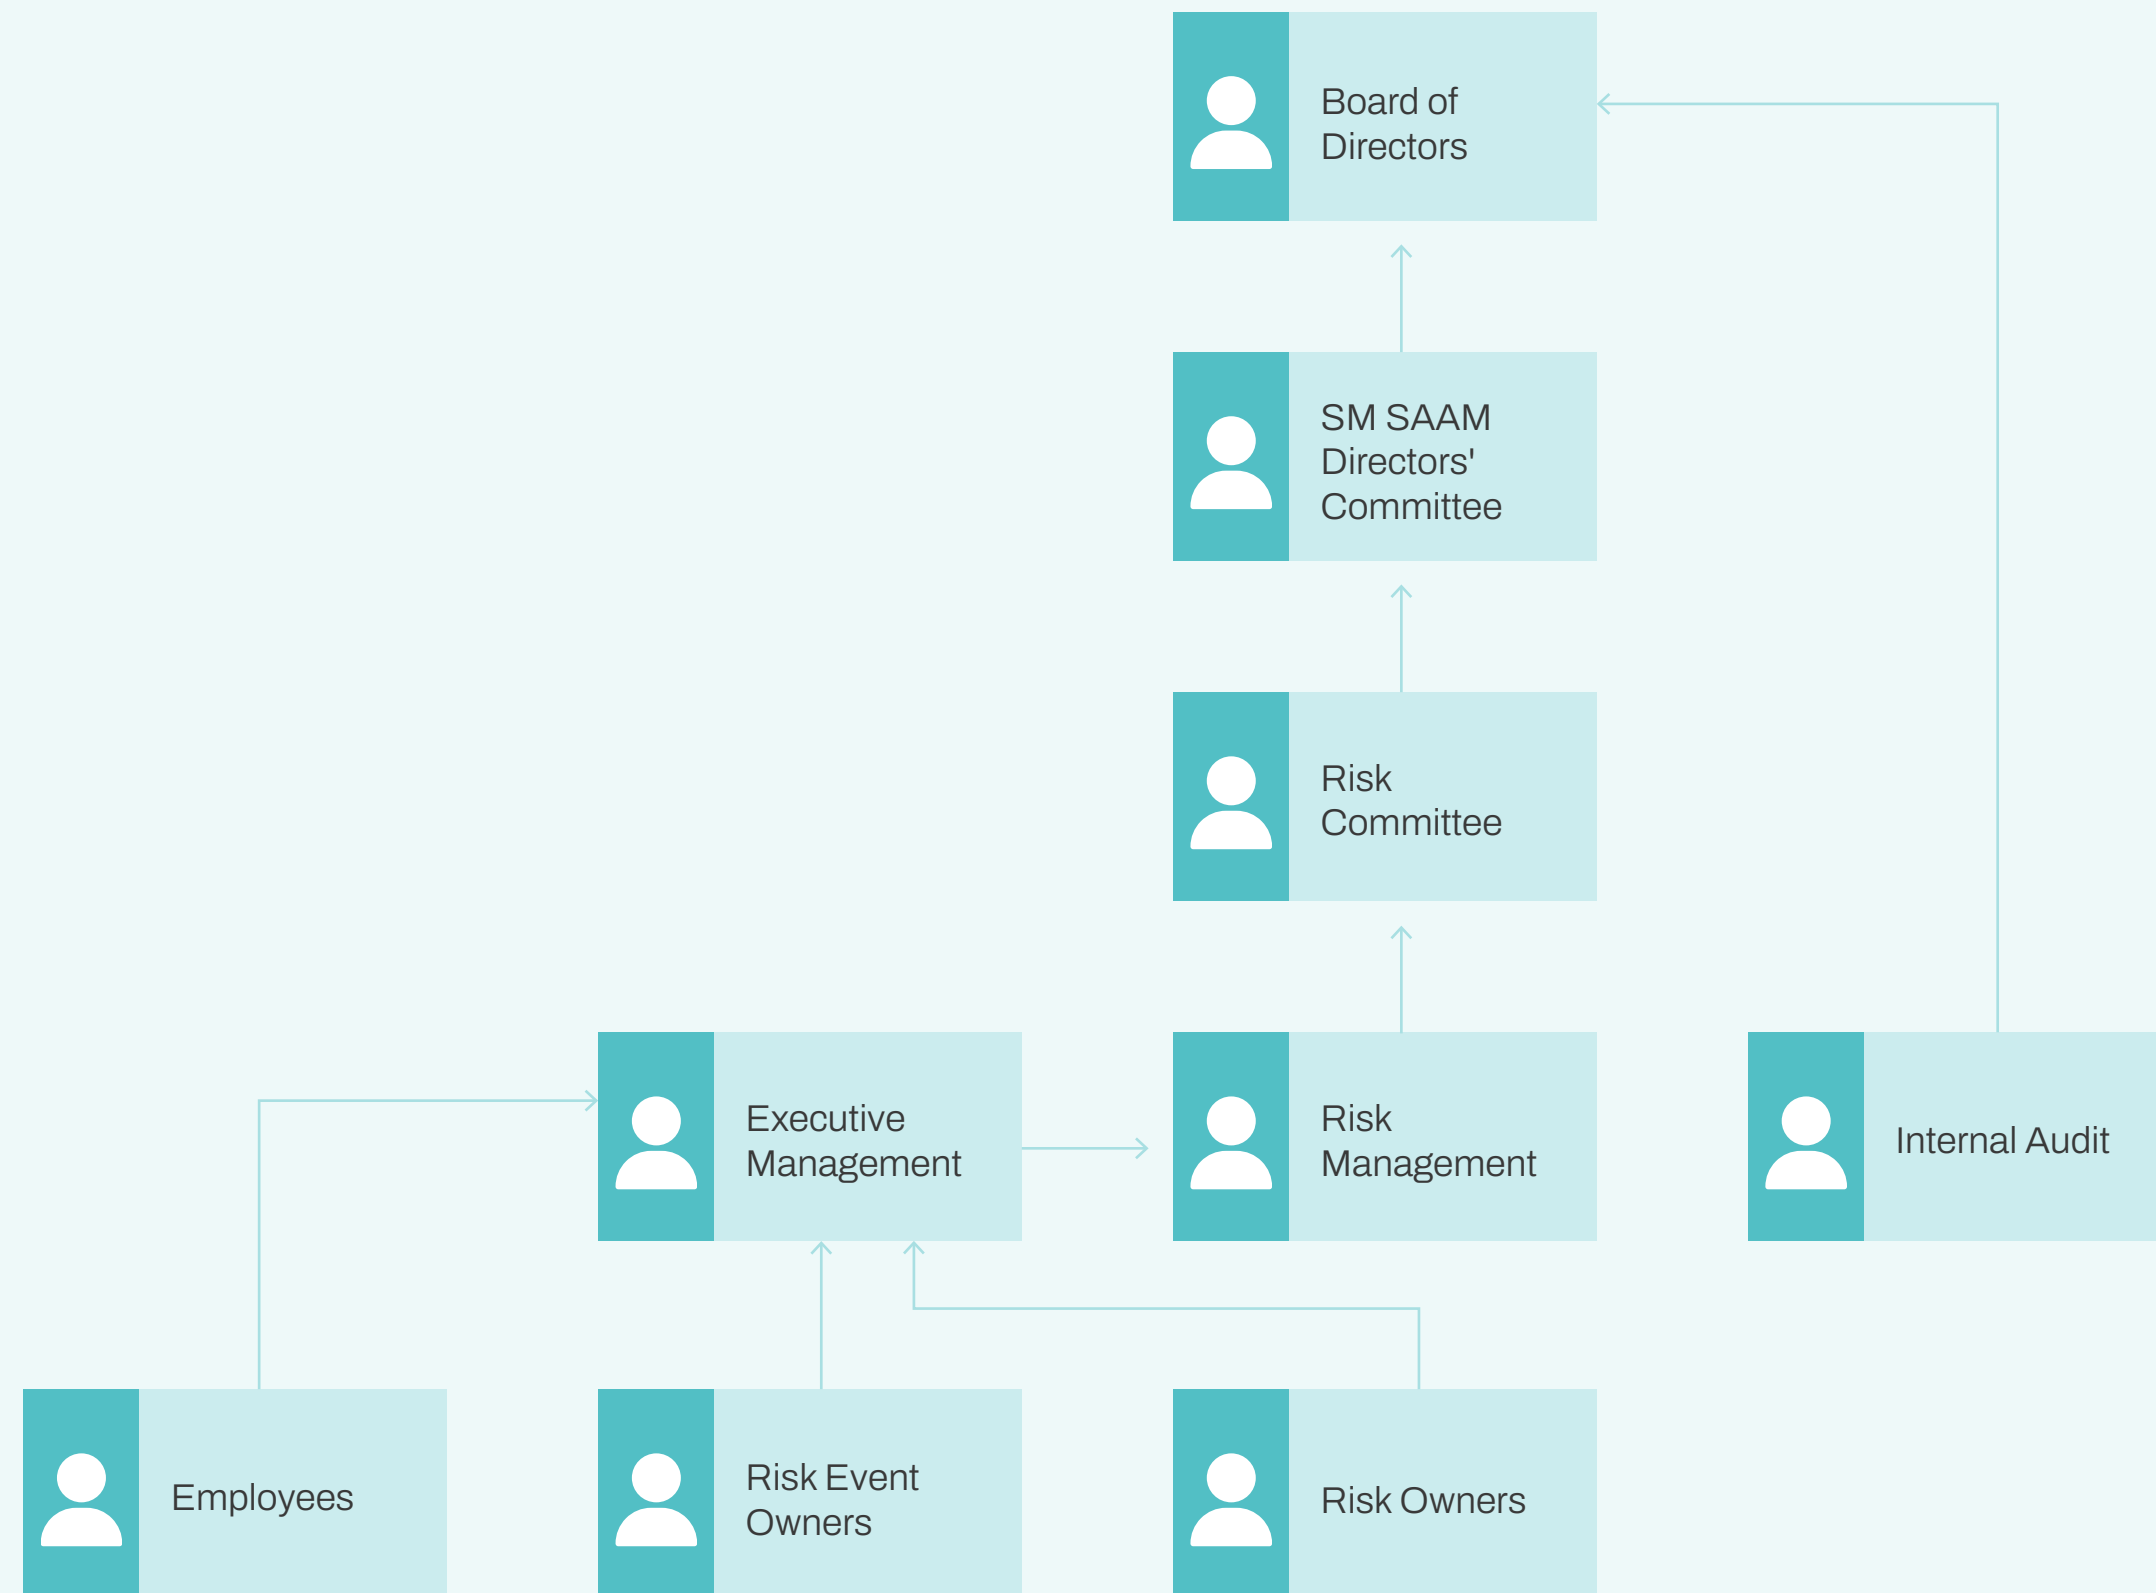 Board of
Directors
SM SAAM
Directors'
Committee
Risk
Committee
Executive
Management
Risk
Management
Internal Audit
Employees
Risk Event
Owners
Risk Owners